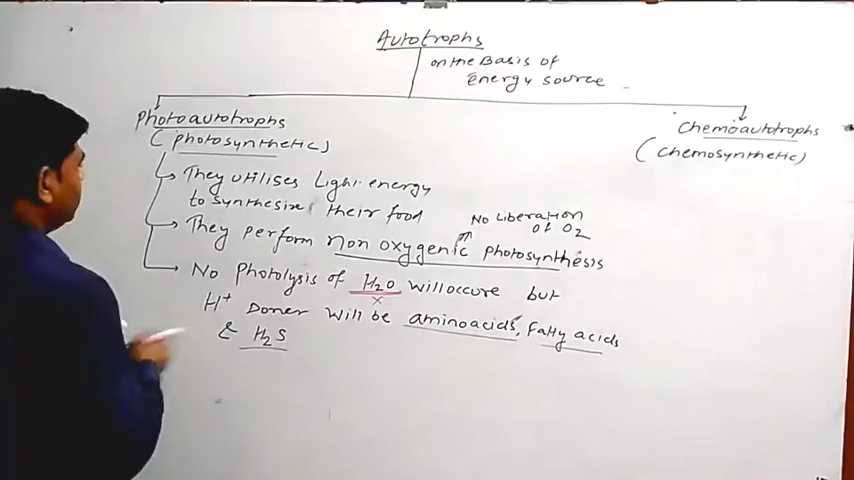 Autotrophs
on the Basis of
energy source
Photoautotrophs
(photosynthetic)
Chemoautotrophs
(chemosynthetic)
They utilises Light energy
to synthesize their food
No Liberation
of O2
They perform non oxygenic photosynthesis
No Photolysis of H2O will occure but
x
H+ Doner will be aminoacids, Fatty acids
& H2S